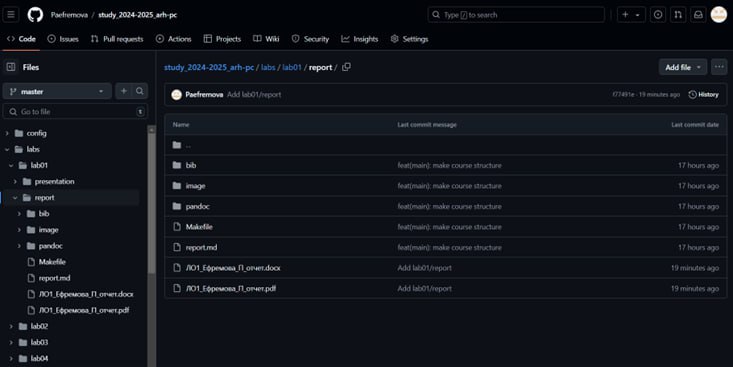 Paefremova / study_2024-2025_arh-pc
Type / to search
Code Issues Pull requests Actions Projects Wiki Security Insights Settings
Files
master
Go to file t
config
labs
lab01
presentation
report
bib
image
pandoc
Makefile
report.md
ЛО1_Ефремова_П_отчет.docx
ЛО1_Ефремова_П_отчет.pdf
lab02
lab03
lab04
study_2024-2025_arh-pc / labs / lab01 / report /
Add file
Paefremova Add lab01/report
f77491e · 19 minutes ago History
Name Last commit message Last commit date
..
bib feat(main): make course structure 17 hours ago
image feat(main): make course structure 17 hours ago
pandoc feat(main): make course structure 17 hours ago
Makefile feat(main): make course structure 17 hours ago
report.md feat(main): make course structure 17 hours ago
ЛО1_Ефремова_П_отчет.docx Add lab01/report 19 minutes ago
ЛО1_Ефремова_П_отчет.pdf Add lab01/report 19 minutes ago